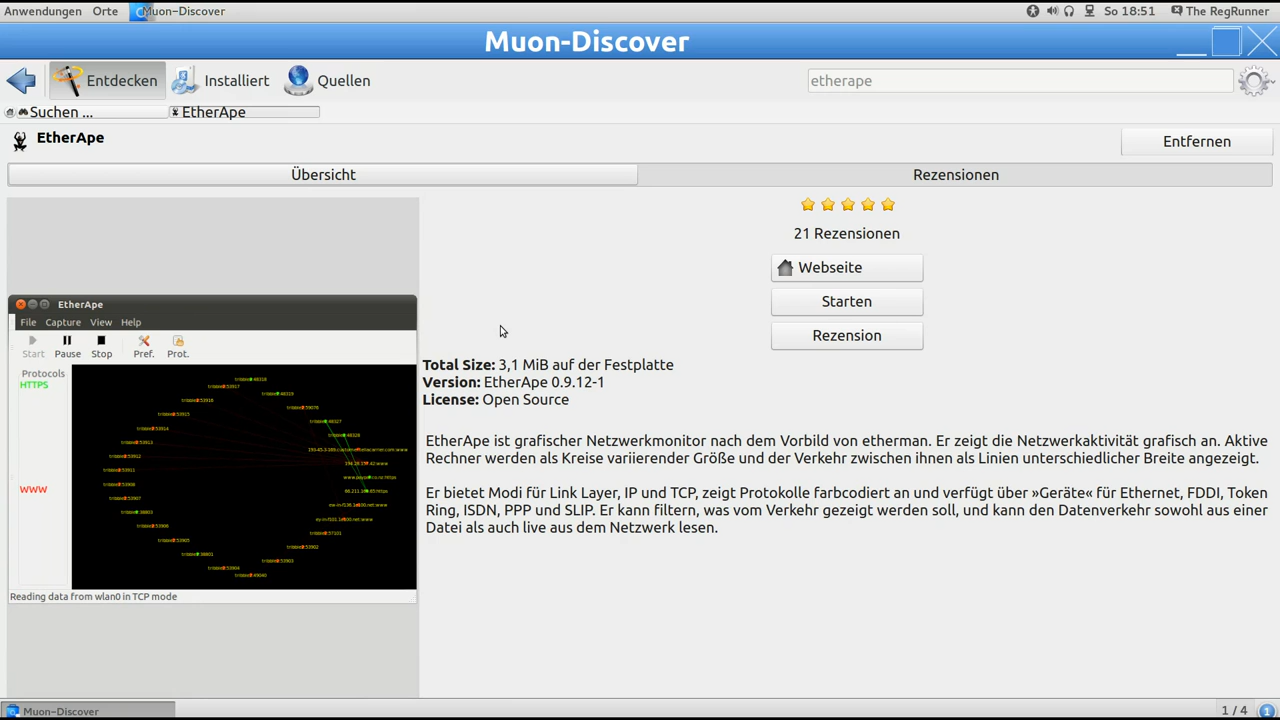 Anwendungen Orte Muon-Discover So 18:51 The RegRunner
Muon-Discover
Entdecken Installiert Quellen etherape
Suchen ... EtherApe
EtherApe Entfernen
Übersicht Rezensionen
21 Rezensionen
Webseite
Starten
Rezension
EtherApe
File Capture View Help
Start Pause Stop Pref. Prot.
Protocols
HTTPS
WWW
Reading data from wlan0 in TCP mode
Total Size: 3,1 MiB auf der Festplatte
Version: EtherApe 0.9.12-1
License: Open Source
EtherApe ist grafischer Netzwerkmonitor nach dem Vorbild von etherman. Er zeigt die Netzwerkaktivität grafisch an. Aktive
Rechner werden als Kreise variierender Größe und der Verkehr zwischen ihnen als Linien unterschiedlicher Breite angezeigt.
Er bietet Modi für Link Layer, IP und TCP, zeigt Protokolle farbcodiert an und verfügt über »Geräte« für Ethernet, FDDI, Token
Ring, ISDN, PPP und SLIP. Er kann filtern, was vom Verkehr gezeigt werden soll, und kann den Datenverkehr sowohl aus einer
Datei als auch live aus dem Netzwerk lesen.
Muon-Discover 1 / 4 1